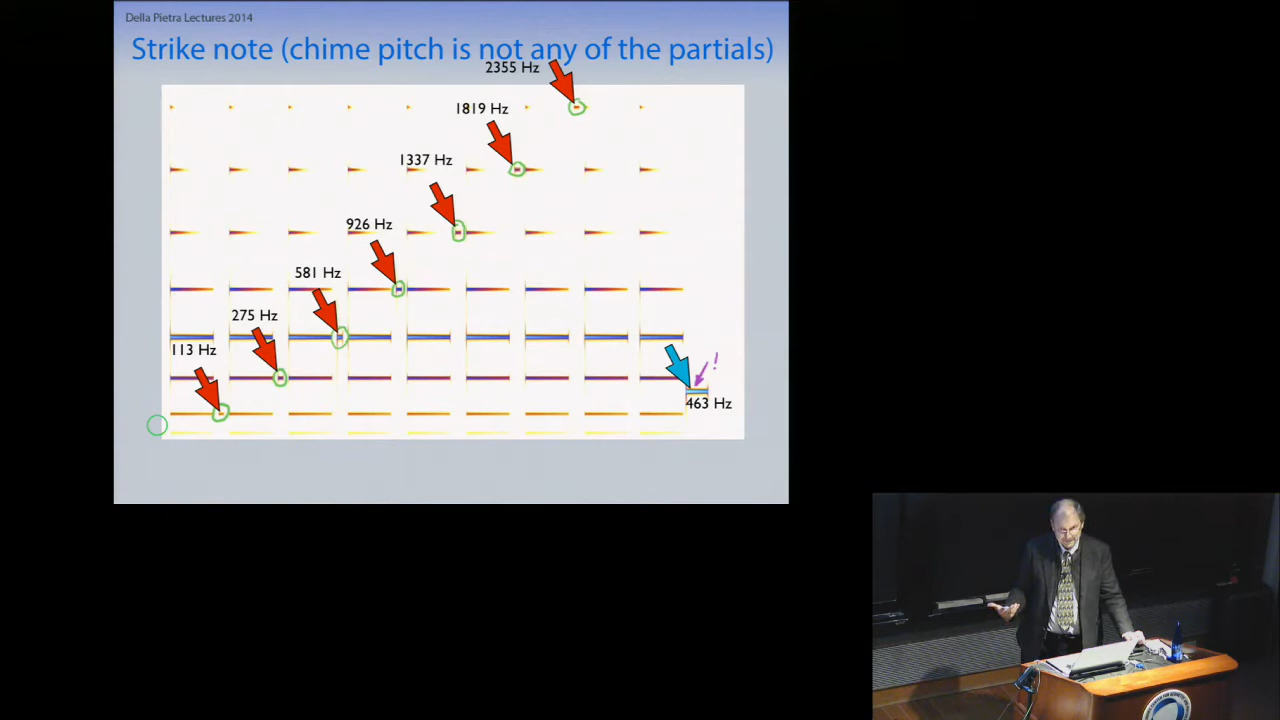 Della Pietra Lectures 2014
Strike note (chime pitch is not any of the partials)
2355 Hz
1819 Hz
1337 Hz
926 Hz
581 Hz
275 Hz
113 Hz
!
463 Hz